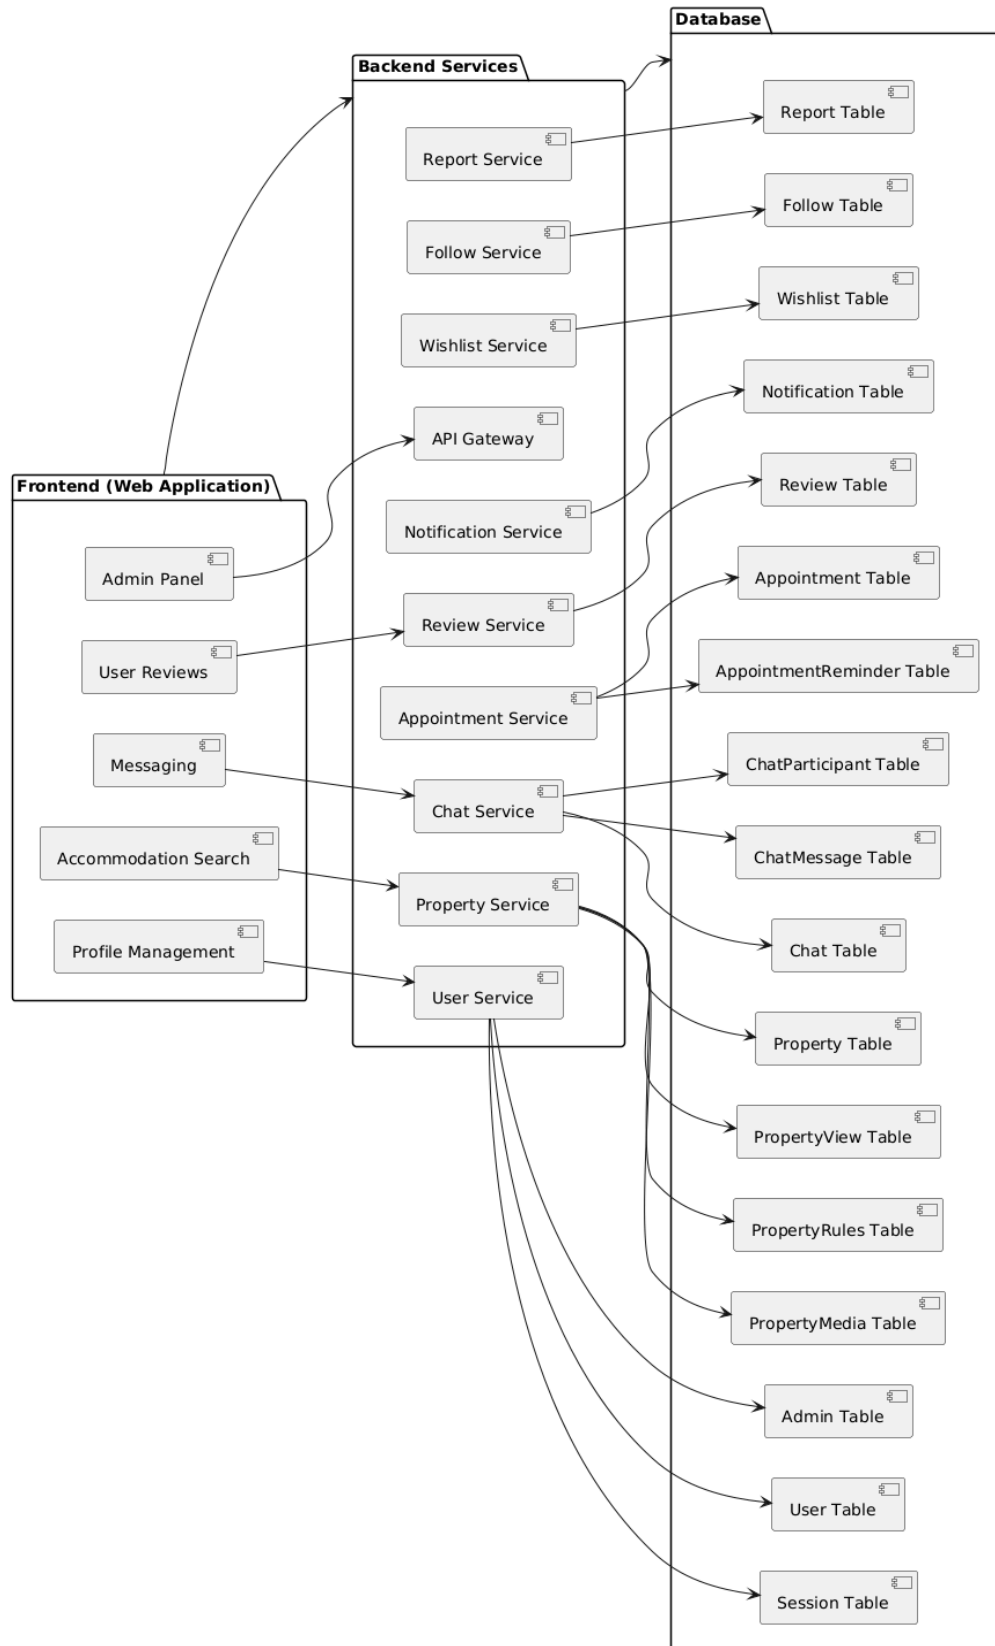 Database
Backend Services
Report Table
Report Service
Follow Table
Follow Service
Wishlist Table
Wishlist Service
Notification Table
API Gateway
Frontend (Web Application)
Review Table
Notification Service
Admin Panel
Appointment Table
Review Service
User Reviews
AppointmentReminder Table
Appointment Service
Messaging
ChatParticipant Table
Chat Service
Accommodation Search
ChatMessage Table
Property Service
Profile Management
Chat Table
User Service
Property Table
PropertyView Table
PropertyRules Table
PropertyMedia Table
Admin Table
User Table
Session Table